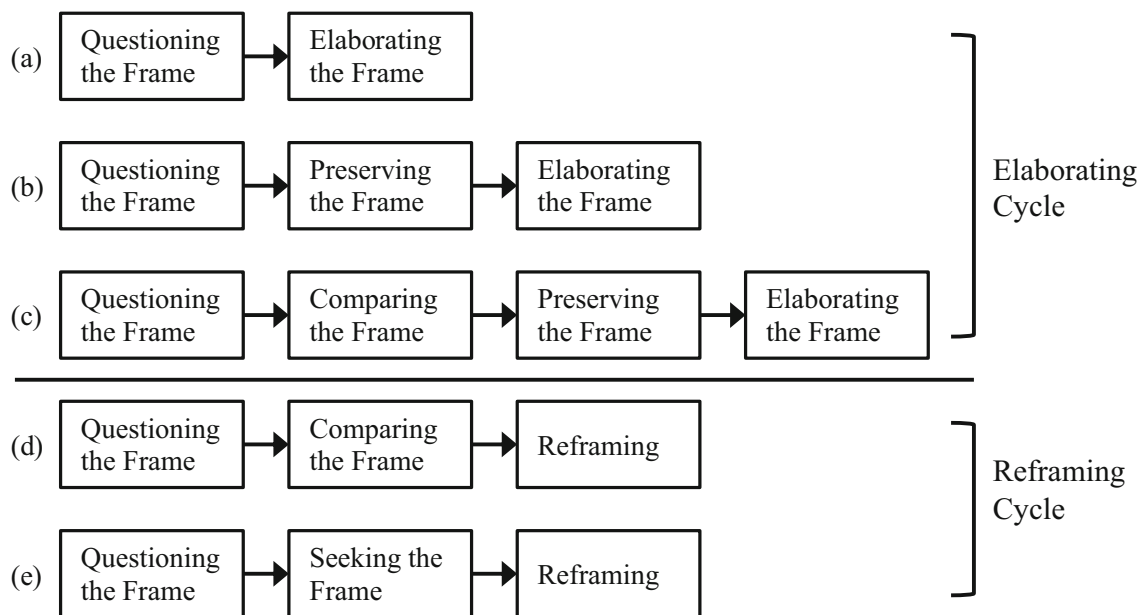 (a)
Questioning
the Frame
Elaborating
the Frame
(b)
Questioning
the Frame
Preserving
the Frame
Elaborating
the Frame
(c)
Questioning
the Frame
Comparing
the Frame
Preserving
the Frame
Elaborating
the Frame
Elaborating
Cycle
(d)
Questioning
the Frame
Comparing
the Frame
Reframing
(e)
Questioning
the Frame
Seeking the
Frame
Reframing
Reframing
Cycle